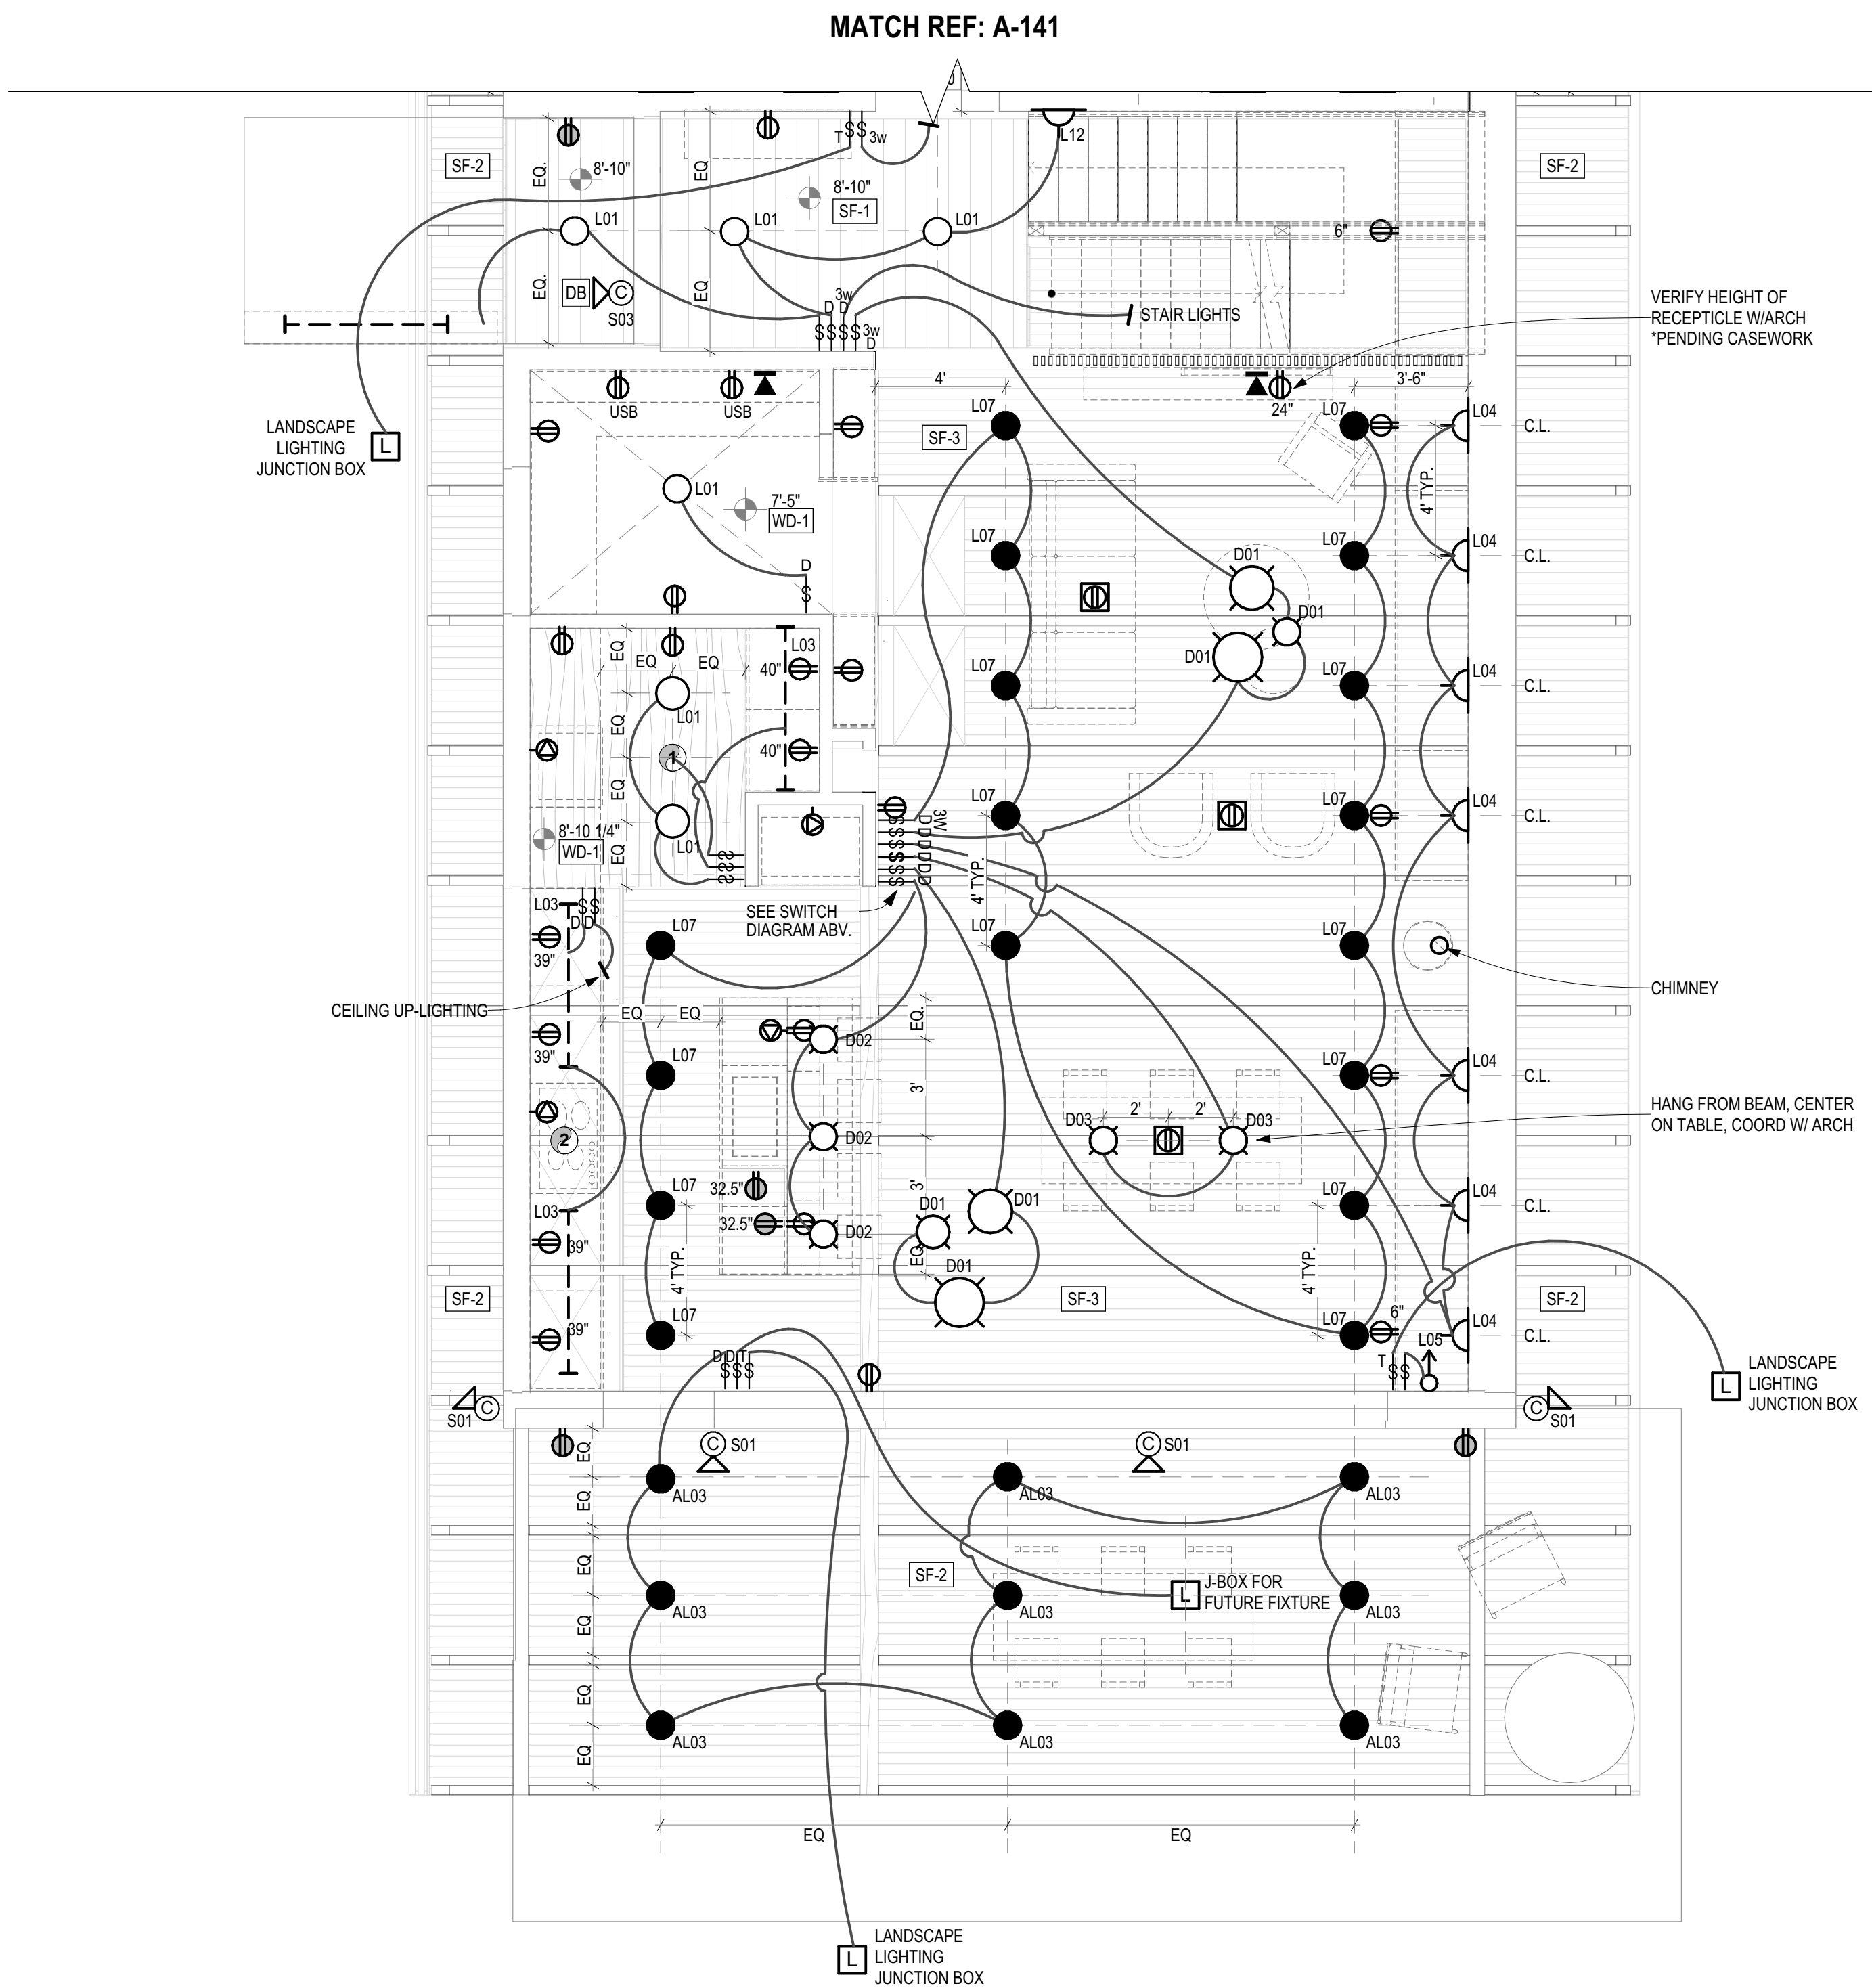 MATCH REF: A-141
L12
T
S
S
3w
SF-2
EQ.
8'-10"
EQ
8'-10"
SF-1
SF-2
L01
L01
L01
6"
EQ.
DB
C
S03
EQ
3w
D
D
S
S
S
S
3w
D
STAIR LIGHTS
VERIFY HEIGHT OF
RECEPTICLE W/ARCH
*PENDING CASEWORK
USB
USB
4'
3'-6"
24"
L07
L07
L04
C.L.
LANDSCAPE
LIGHTING
JUNCTION BOX
L
SF-3
4' TYP.
L01
7'-5"
WD-1
L07
L07
L04
C.L.
D01
D
S
D01
D01
EQ
EQ
EQ
L03
40"
L07
L07
L04
C.L.
L01
EQ
1
40"
EQ
L07
L07
L04
C.L.
8'-10 1/4"
WD-1
L01
EQ
S
S
S
3W
D
D
D
D
D
D
S
S
S
S
S
S
4' TYP.
SEE SWITCH
DIAGRAM ABV.
L03
S
S
D
D
39"
L07
L07
L07
CHIMNEY
CEILING UP-LIGHTING
EQ
EQ
EQ.
39"
L07
D02
L07
L04
C.L.
3'
2
D02
D03
2'
2'
D03
HANG FROM BEAM, CENTER
ON TABLE, COORD W/ ARCH
L03
39"
L07
32.5"
32.5"
3'
D01
D01
L07
L04
C.L.
D02
EQ
D01
4' TYP.
4' TYP.
SF-2
SF-3
SF-2
39"
L07
L07
6"
L04
C.L.
L05
D
D
T
S
S
S
T
S
S
L
LANDSCAPE
LIGHTING
JUNCTION BOX
S01
C
C
S01
EQ
C
S01
C
S01
EQ
AL03
AL03
AL03
EQ
SF-2
L
J-BOX FOR
FUTURE FIXTURE
EQ
AL03
AL03
AL03
EQ
AL03
AL03
AL03
EQ
EQ
EQ
L
LANDSCAPE
LIGHTING
JUNCTION BOX